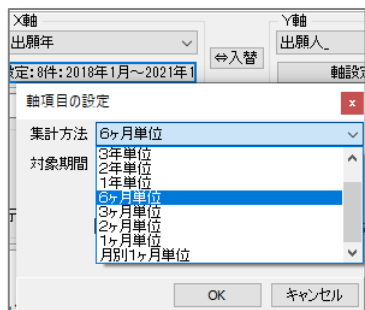 X軸
Y軸
出願年
⇔入替
出願人_
設定:8件:2018年1月～2021年1
軸設
軸項目の設定
x
集計方法
6ヶ月単位
対象期間
3年単位
2年単位
1年単位
6ヶ月単位
3ヶ月単位
2ヶ月単位
1ヶ月単位
月別1ヶ月単位
OK
キャンセル